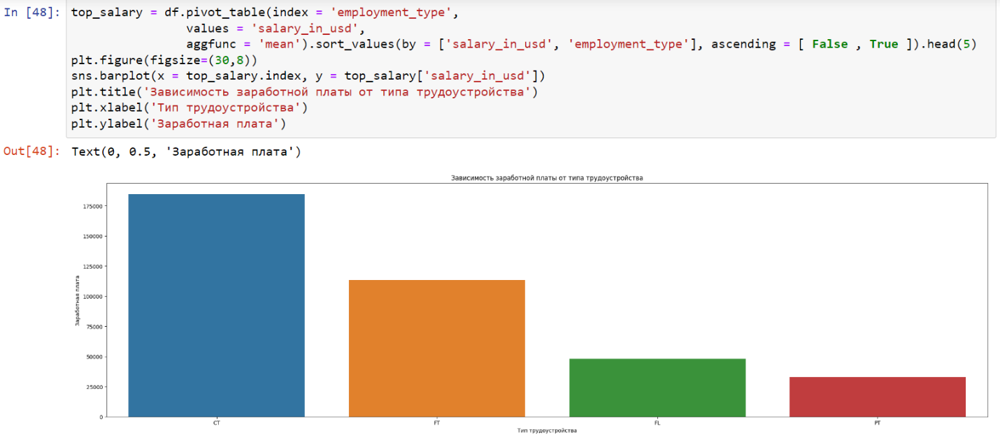 In [48]: top_salary = df.pivot_table(index = 'employment_type',
values = 'salary_in_usd',
aggfunc = 'mean').sort_values(by = ['salary_in_usd', 'employment_type'], ascending = [ False , True ]).head(5)
plt.figure(figsize=(30,8))
sns.barplot(x = top_salary.index, y = top_salary['salary_in_usd'])
plt.title('Зависимость заработной платы от типа трудоустройства')
plt.xlabel('Тип трудоустройства')
plt.ylabel('Заработная плата')
Out[48]: Text(0, 0.5, 'Заработная плата')
Зависимость заработной платы от типа трудоустройства
Заработная плата
175000
150000
125000
100000
75000
50000
25000
0
CT FT FL PT
Тип трудоустройства